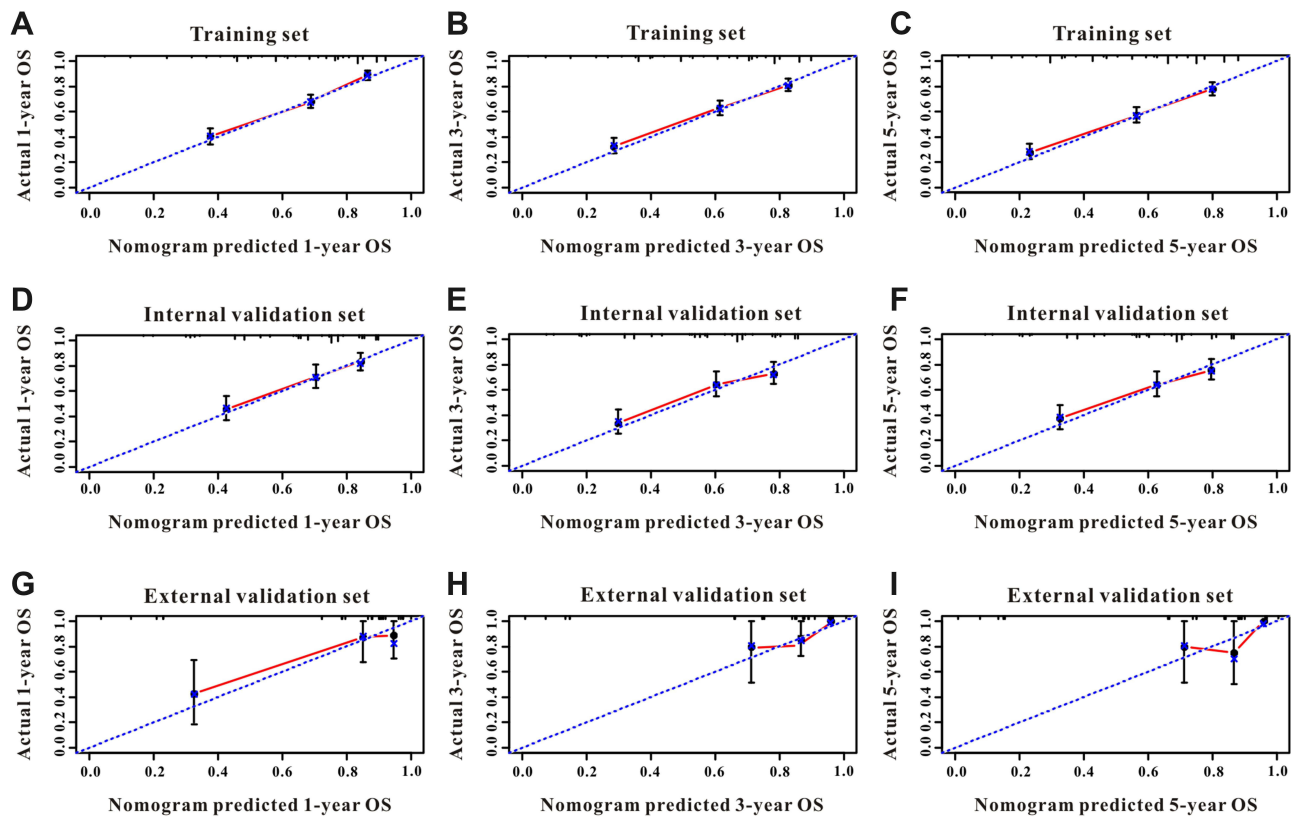 A
Training set
Actual 1-year OS
0.0 0.2 0.4 0.6 0.8 1.0
0.0 0.2 0.4 0.6 0.8 1.0
Nomogram predicted 1-year OS
B
Training set
Actual 3-year OS
0.0 0.2 0.4 0.6 0.8 1.0
0.0 0.2 0.4 0.6 0.8 1.0
Nomogram predicted 3-year OS
C
Training set
Actual 5-year OS
0.0 0.2 0.4 0.6 0.8 1.0
0.0 0.2 0.4 0.6 0.8 1.0
Nomogram predicted 5-year OS
D
Internal validation set
Actual 1-year OS
0.0 0.2 0.4 0.6 0.8 1.0
0.0 0.2 0.4 0.6 0.8 1.0
Nomogram predicted 1-year OS
E
Internal validation set
Actual 3-year OS
0.0 0.2 0.4 0.6 0.8 1.0
0.0 0.2 0.4 0.6 0.8 1.0
Nomogram predicted 3-year OS
F
Internal validation set
Actual 5-year OS
0.0 0.2 0.4 0.6 0.8 1.0
0.0 0.2 0.4 0.6 0.8 1.0
Nomogram predicted 5-year OS
G
External validation set
Actual 1-year OS
0.0 0.2 0.4 0.6 0.8 1.0
0.0 0.2 0.4 0.6 0.8 1.0
Nomogram predicted 1-year OS
H
External validation set
Actual 3-year OS
0.0 0.2 0.4 0.6 0.8 1.0
0.0 0.2 0.4 0.6 0.8 1.0
Nomogram predicted 3-year OS
I
External validation set
Actual 5-year OS
0.0 0.2 0.4 0.6 0.8 1.0
0.0 0.2 0.4 0.6 0.8 1.0
Nomogram predicted 5-year OS